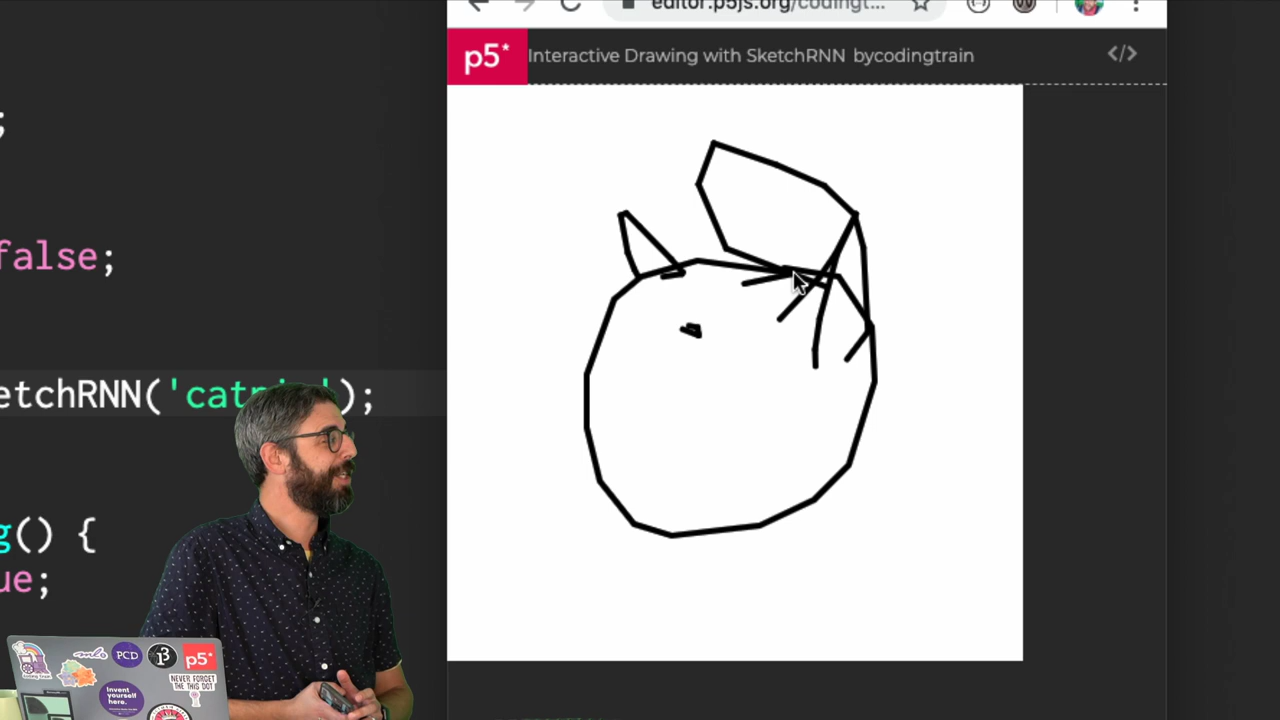 editor.p5js.org/codingt...
p5* Interactive Drawing with SketchRNN bycodingtrain </>
;
false;
etchRNN('cat
');
g() {
ue;
PCD
p5*
NEVER FORGET
THE THIS DOT
Invent
yourself
here.